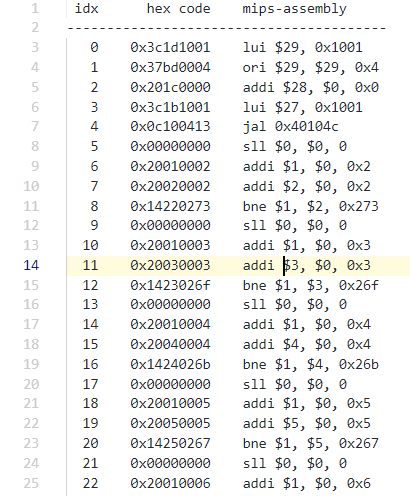 1 idx hex code mips-assembly
2 -----------------------------------------
3 0 0x3c1d1001 lui $29, 0x1001
4 1 0x37bd0004 ori $29, $29, 0x4
5 2 0x201c0000 addi $28, $0, 0x0
6 3 0x3c1b1001 lui $27, 0x1001
7 4 0x0c100413 jal 0x40104c
8 5 0x00000000 sll $0, $0, 0
9 6 0x20010002 addi $1, $0, 0x2
10 7 0x20020002 addi $2, $0, 0x2
11 8 0x14220273 bne $1, $2, 0x273
12 9 0x00000000 sll $0, $0, 0
13 10 0x20010003 addi $1, $0, 0x3
14 11 0x20030003 addi $3, $0, 0x3
15 12 0x1423026f bne $1, $3, 0x26f
16 13 0x00000000 sll $0, $0, 0
17 14 0x20010004 addi $1, $0, 0x4
18 15 0x20040004 addi $4, $0, 0x4
19 16 0x1424026b bne $1, $4, 0x26b
20 17 0x00000000 sll $0, $0, 0
21 18 0x20010005 addi $1, $0, 0x5
22 19 0x20050005 addi $5, $0, 0x5
23 20 0x14250267 bne $1, $5, 0x267
24 21 0x00000000 sll $0, $0, 0
25 22 0x20010006 addi $1, $0, 0x6